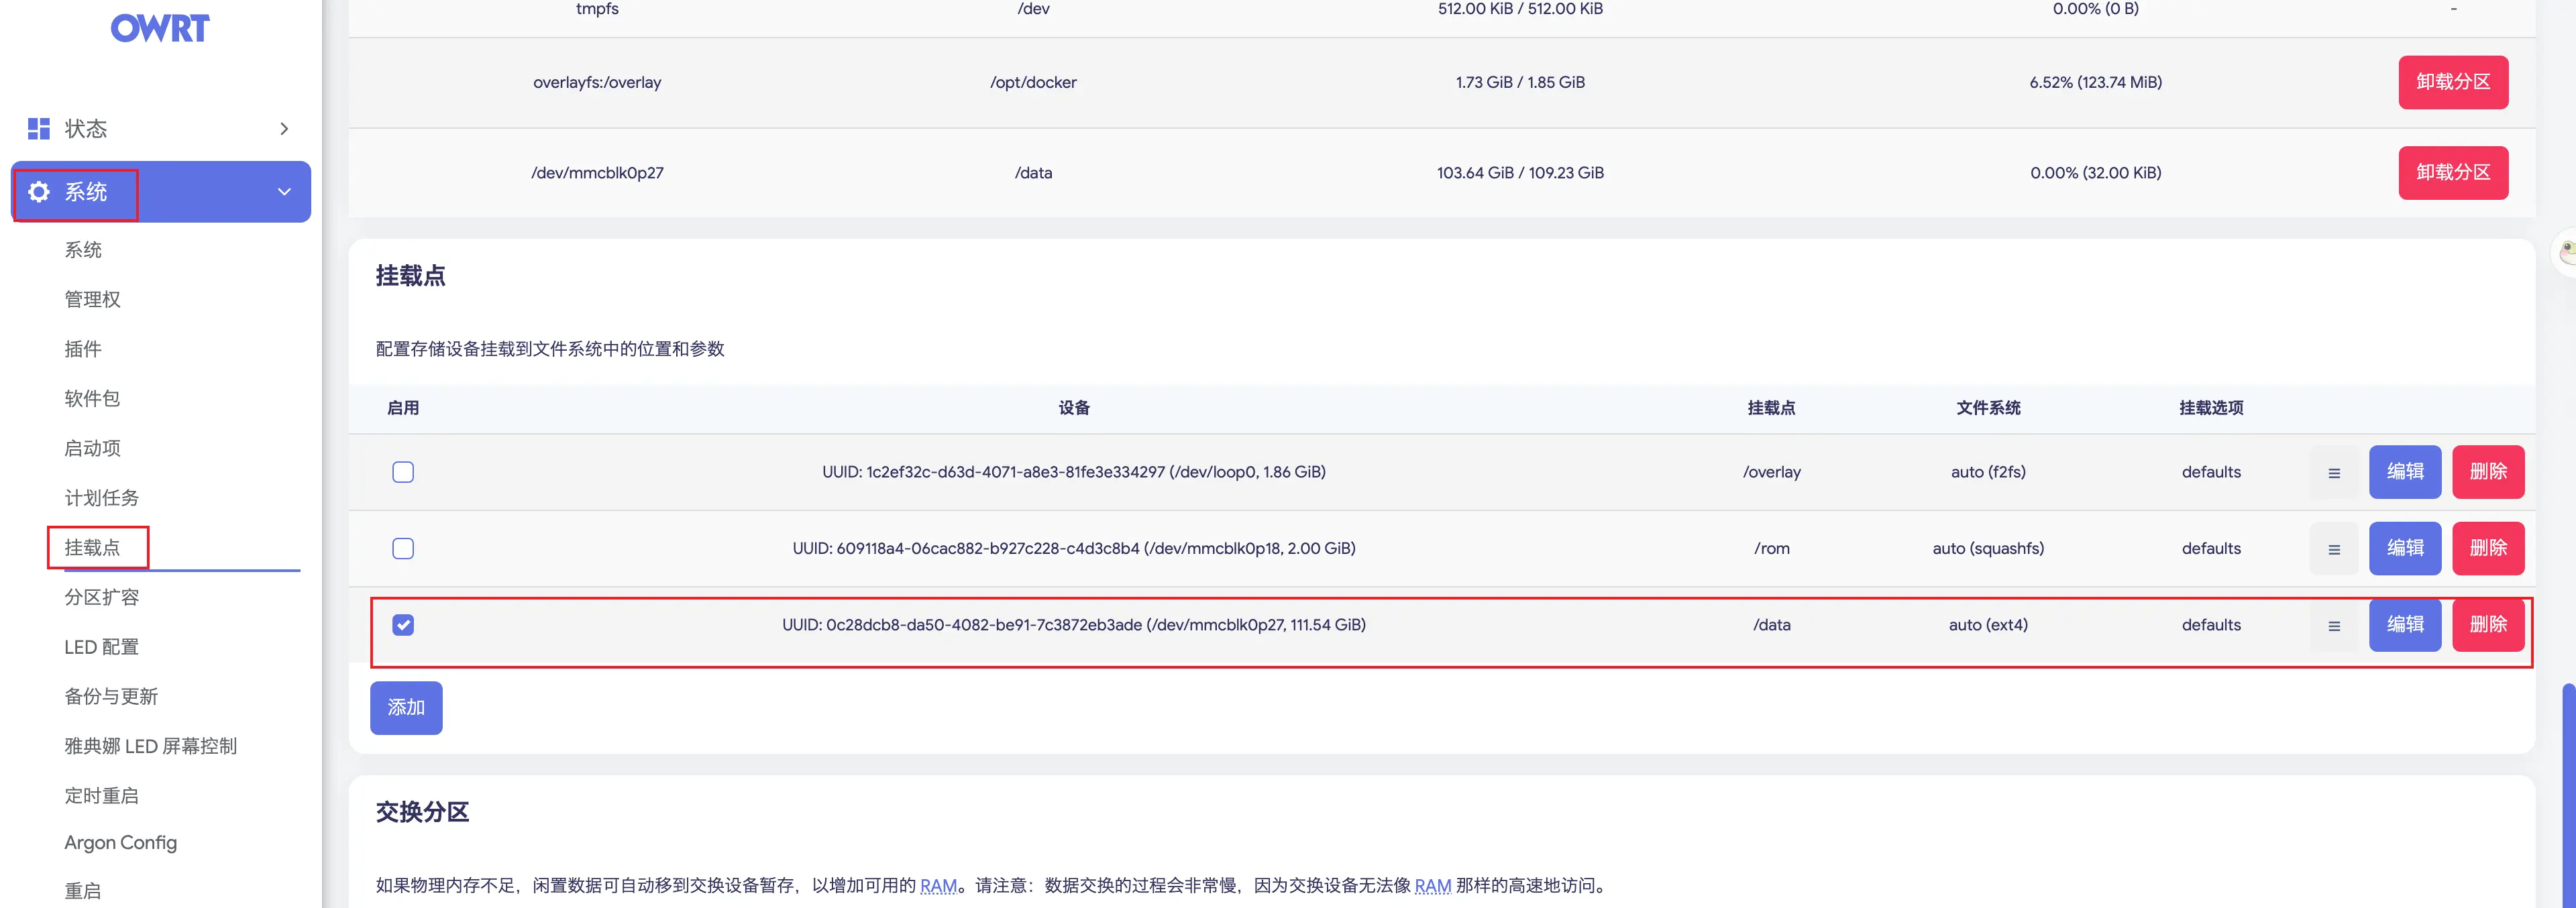 OWRT
状态
系统
系统
管理权
插件
软件包
启动项
计划任务
挂载点
分区扩容
LED 配置
备份与更新
雅典娜 LED 屏幕控制
定时重启
Argon Config
重启
tmpfs /dev 512.00 KiB / 512.00 KiB 0.00% (0 B) -
overlayfs:/overlay /opt/docker 1.73 GiB / 1.85 GiB 6.52% (123.74 MiB) 卸载分区
/dev/mmcblk0p27 /data 103.64 GiB / 109.23 GiB 0.00% (32.00 KiB) 卸载分区
挂载点
配置存储设备挂载到文件系统中的位置和参数
启用 设备 挂载点 文件系统 挂载选项
UUID: 1c2ef32c-d63d-4071-a8e3-81fe3e334297 (/dev/loop0, 1.86 GiB) /overlay auto (f2fs) defaults ≡ 编辑 删除
UUID: 609118a4-06cac882-b927c228-c4d3c8b4 (/dev/mmcblk0p18, 2.00 GiB) /rom auto (squashfs) defaults ≡ 编辑 删除
UUID: 0c28dcb8-da50-4082-be91-7c3872eb3ade (/dev/mmcblk0p27, 111.54 GiB) /data auto (ext4) defaults ≡ 编辑 删除
添加
交换分区
如果物理内存不足，闲置数据可自动移到交换设备暂存，以增加可用的 RAM。请注意：数据交换的过程会非常慢，因为交换设备无法像 RAM 那样的高速地访问。